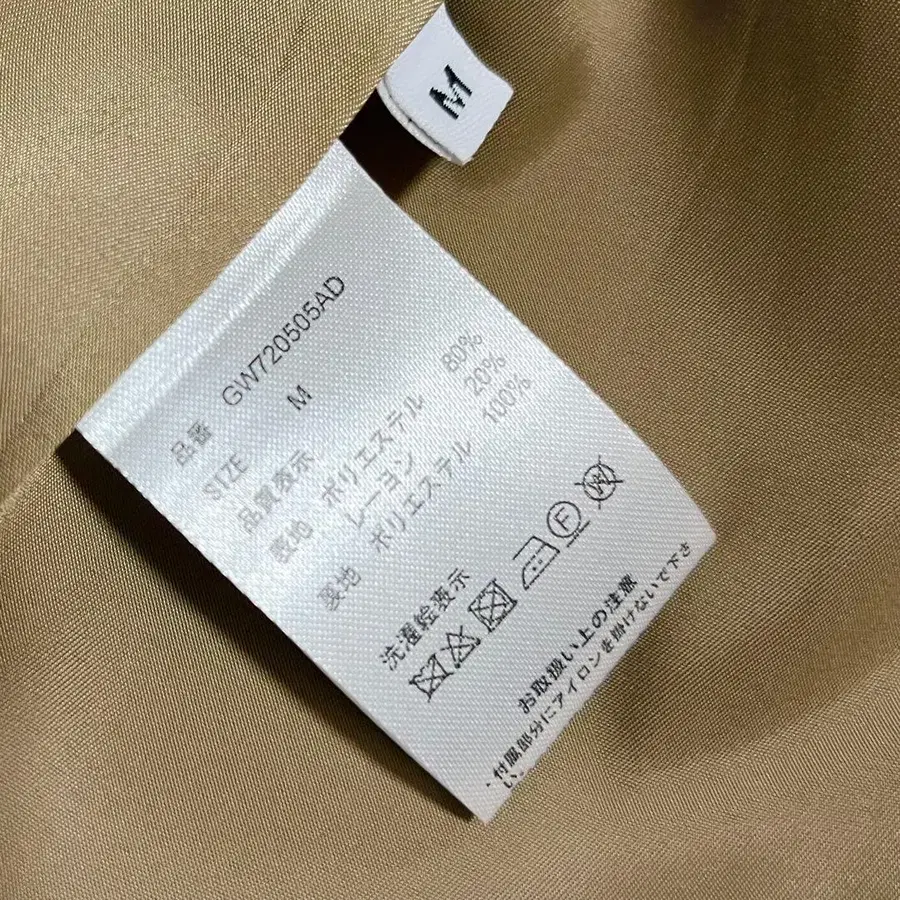 M
品番 GW720505AD
SIZE M
品質表示
表地 ポリエステル 80%
レーヨン 20%
裏地 ポリエステル 100%
洗濯絵表示
F W
お取扱い上の注意
・付属部分にアイロンを掛けないで下さ
い。